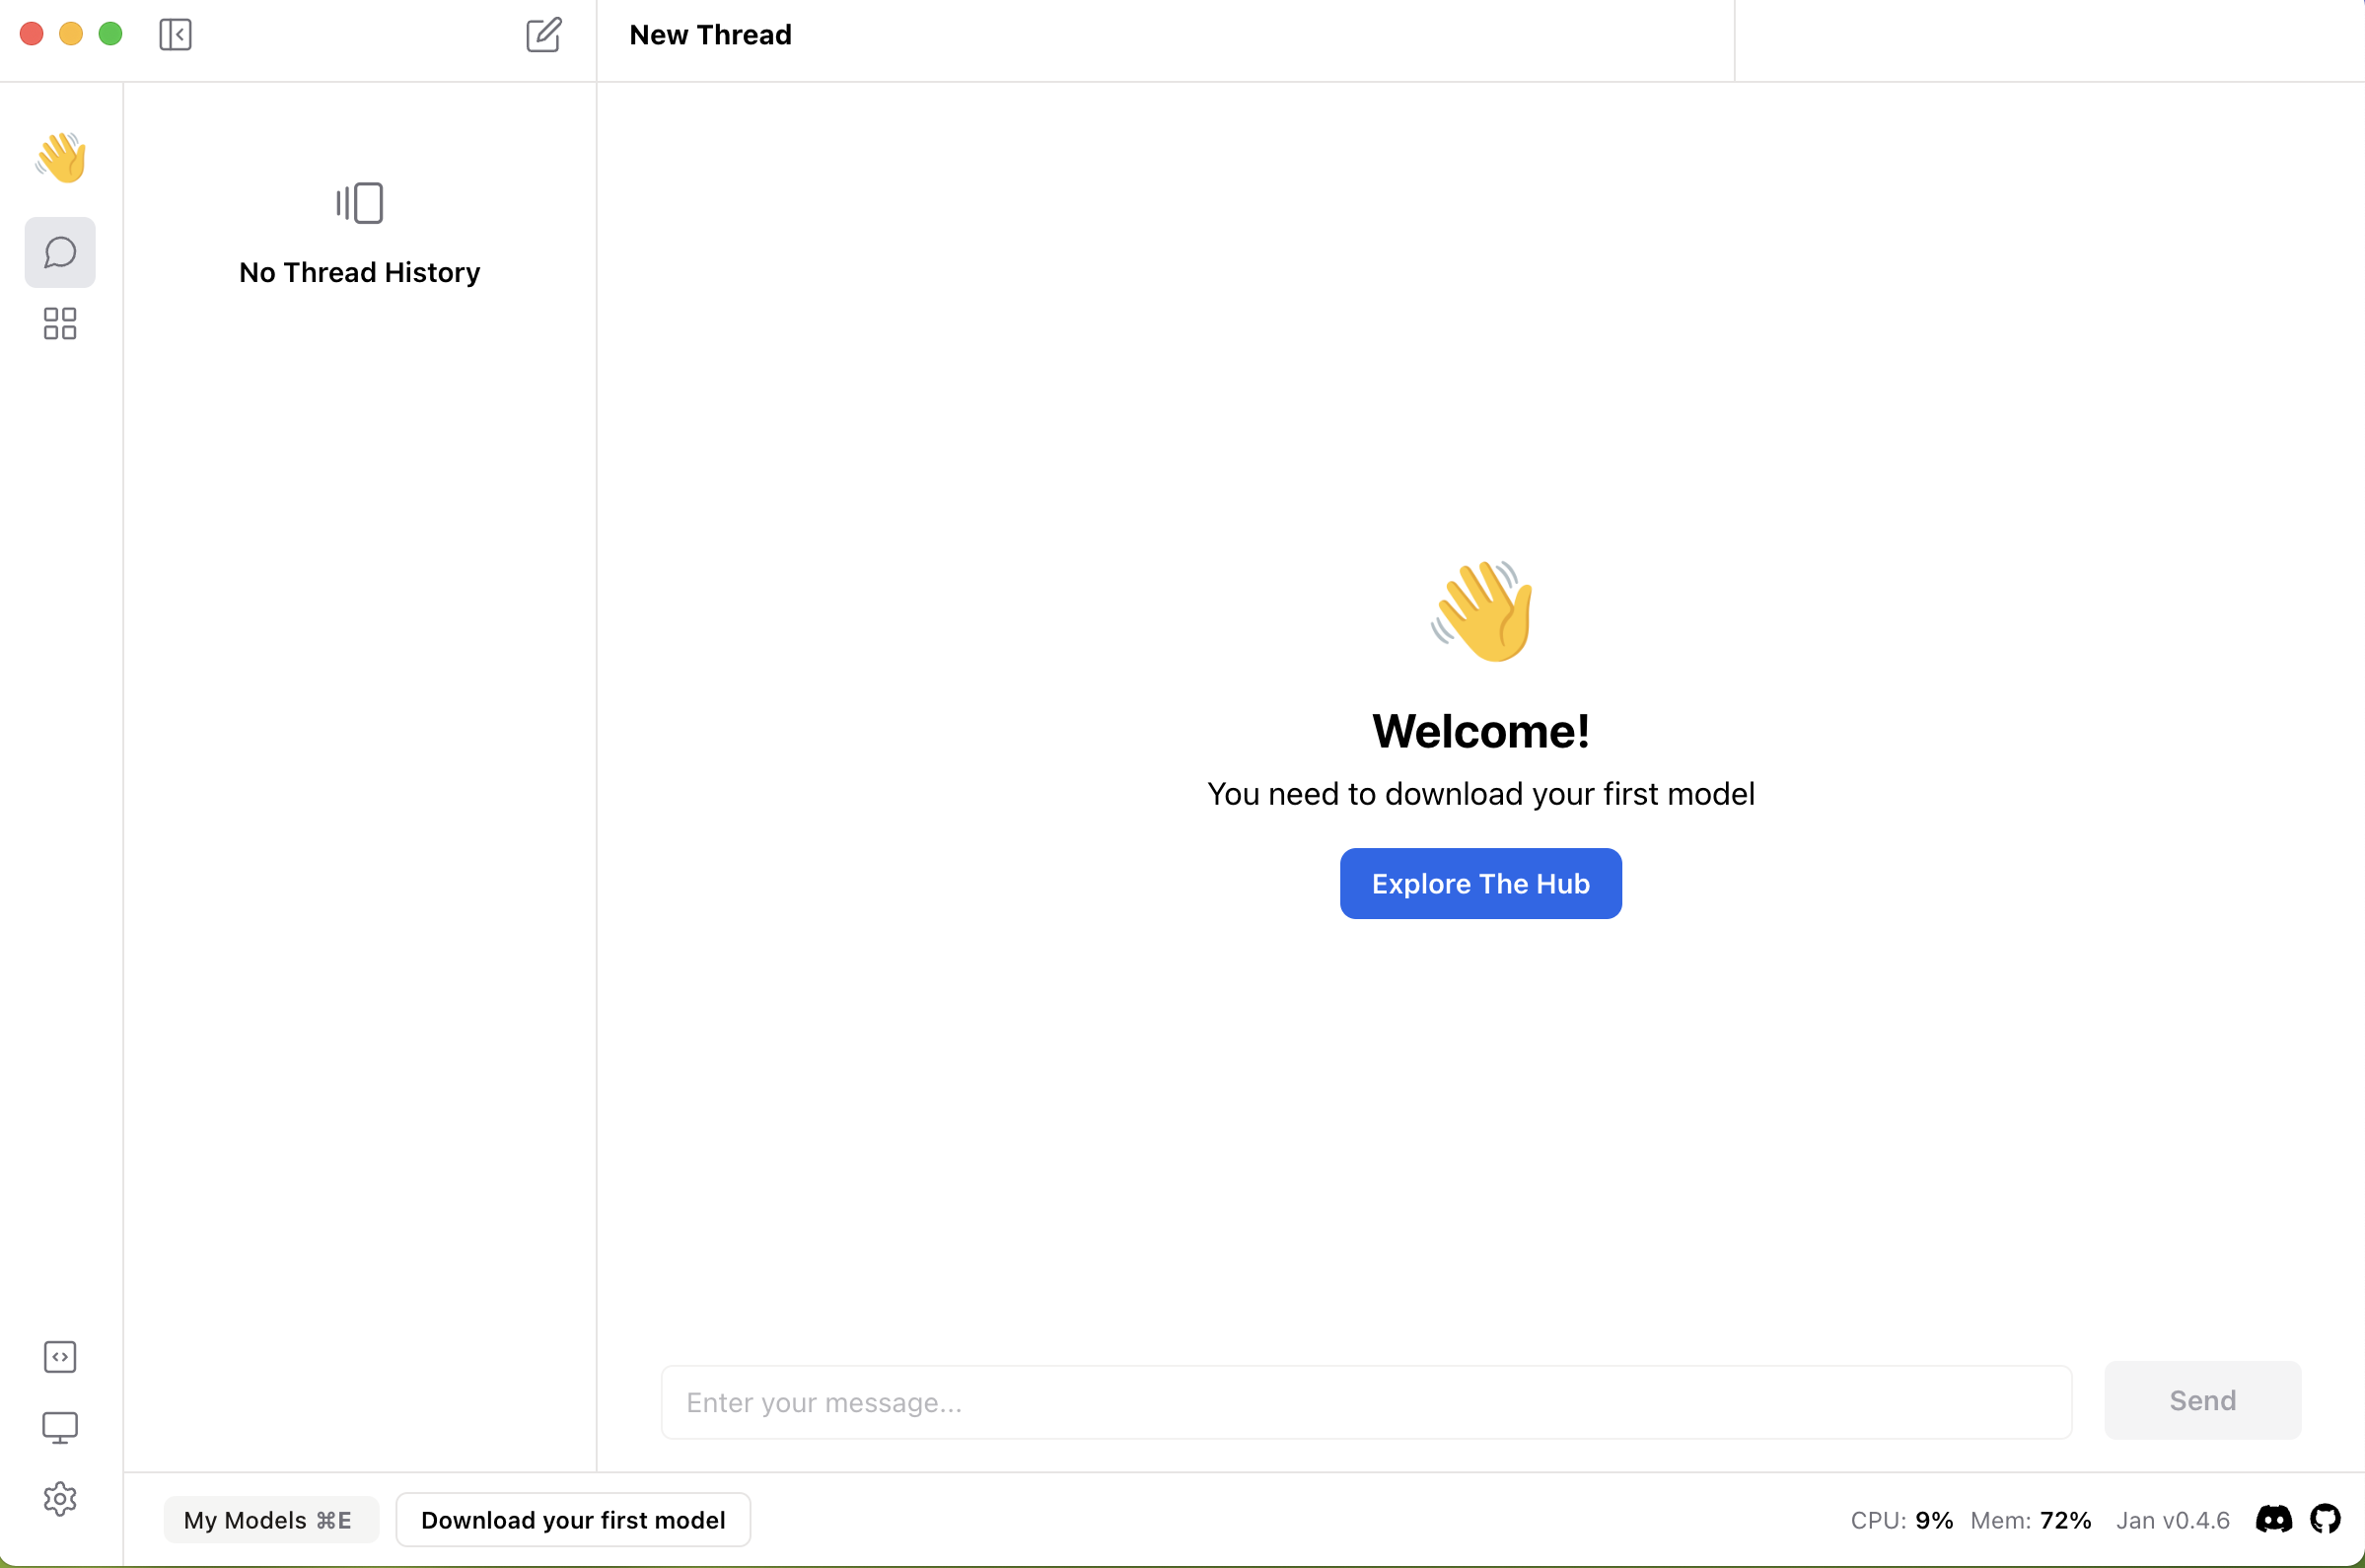 New Thread
No Thread History
Welcome!
You need to download your first model
Explore The Hub
Enter your message...
Send
My Models ⌘E
Download your first model
CPU: 9% Mem: 72% Jan v0.4.6